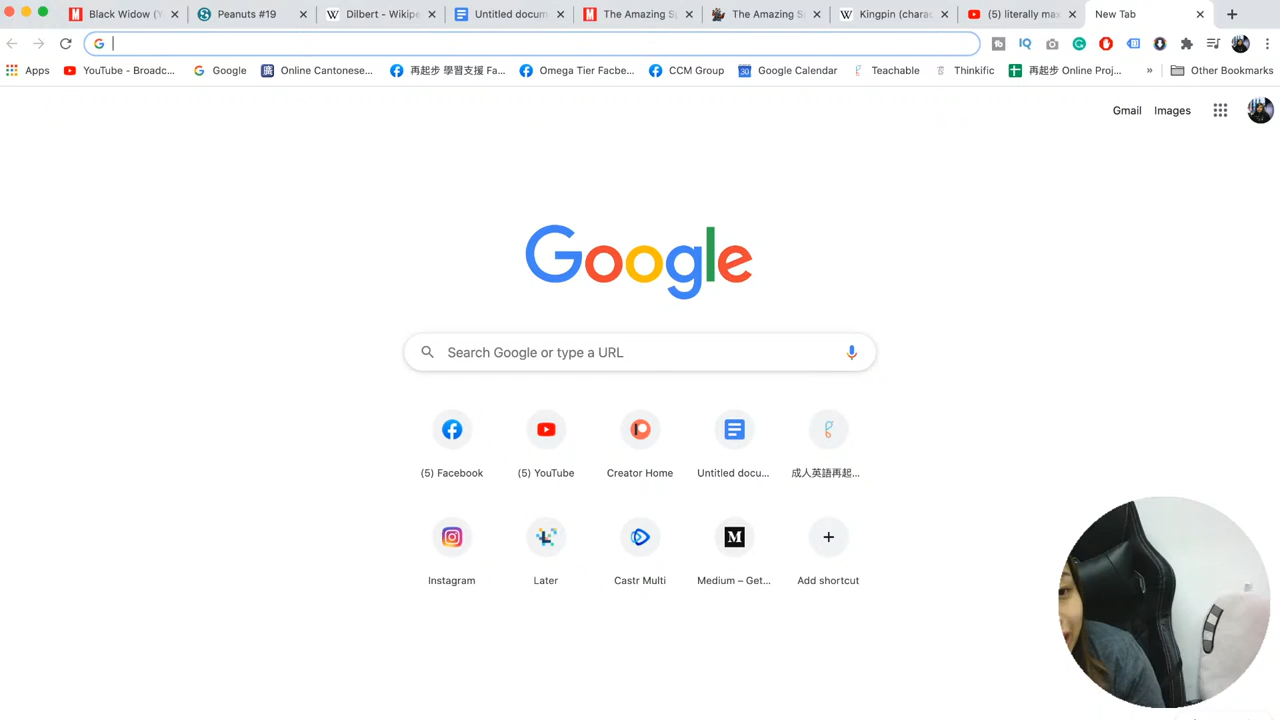 Black Widow (Y
Peanuts #19
Dilbert - Wikipe
Untitled docum
The Amazing S
The Amazing S
Kingpin (charac
(5) literally max
New Tab
Apps
YouTube - Broadc...
Google
Online Cantonese...
再起步 學習支援 Fa...
Omega Tier Facbe...
CCM Group
Google Calendar
Teachable
Thinkific
再起步 Online Proj...
»
Other Bookmarks
Gmail
Images
Google
Search Google or type a URL
(5) Facebook
(5) YouTube
Creator Home
Untitled docu...
成人英語再起...
Instagram
Later
Castr Multi
Medium – Get...
Add shortcut